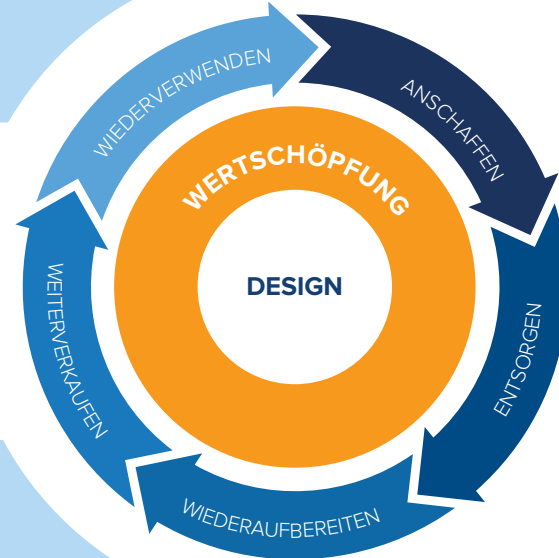 WIEDERVERWENDEN
ANSCHAFFEN
WERTSCHÖPFUNG
DESIGN
ENTSORGEN
WEITERVERKAUFEN
WIEDERAUFBEREITEN